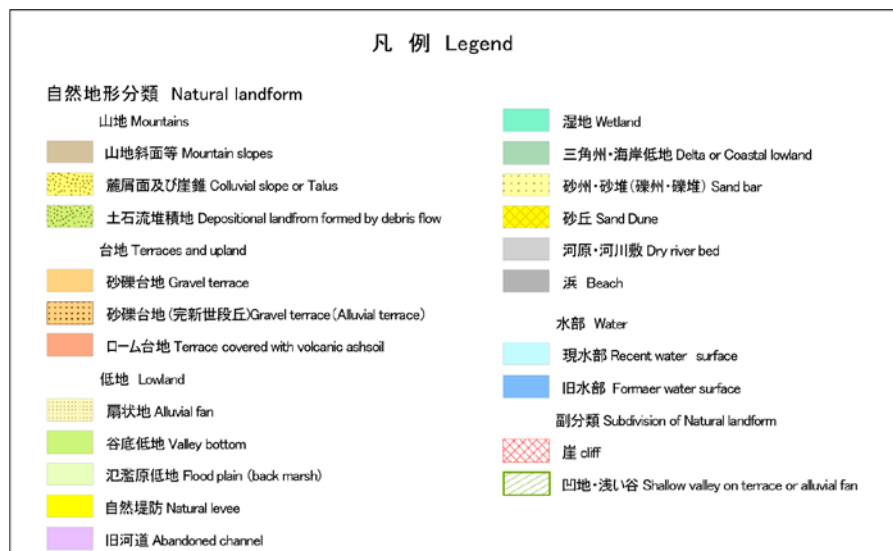 凡 例 Legend
自然地形分類 Natural landform
山地 Mountains
山地斜面等 Mountain slopes
麓屑面及び崖錐 Colluvial slope or Talus
土石流堆積地 Depositional landfrom formed by debris flow
台地 Terraces and upland
砂礫台地 Gravel terrace
砂礫台地(完新世段丘)Gravel terrace(Alluvial terrace)
ローム台地 Terrace covered with volcanic ashsoil
低地 Lowland
扇状地 Alluvial fan
谷底低地 Valley bottom
氾濫原低地 Flood plain (back marsh)
自然堤防 Natural levee
旧河道 Abandoned channel
湿地 Wetland
三角州・海岸低地 Delta or Coastal lowland
砂州・砂堆(礫州・礫堆) Sand bar
砂丘 Sand Dune
河原・河川敷 Dry river bed
浜 Beach
水部 Water
現水部 Recent water surface
旧水部 Formaer water surface
副分類 Subdivision of Natural landform
崖 cliff
凹地・浅い谷 Shallow valley on terrace or alluvial fan